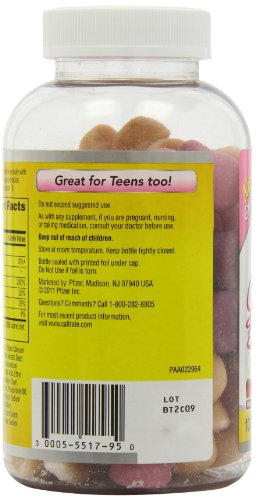 Great for Teens too!
Facts
% Daily Value
Do not exceed suggested use.
As with any supplement, if you are pregnant, nursing,
or taking medication, consult your doctor before use.
Keep out of reach of children.
Store at room temperature. Keep bottle tightly closed.
Bottle sealed with printed foil under cap.
Do Not Use if foil is torn.
Marketed by: Pfizer, Madison, NJ 07940 USA
© 2011 Pfizer Inc.
Questions? Comments? Call 1-800-282-8805
For most recent product information,
visit www.caltrate.com
PAA022964
LOT
BT2C09
3 0005-5517-95 0